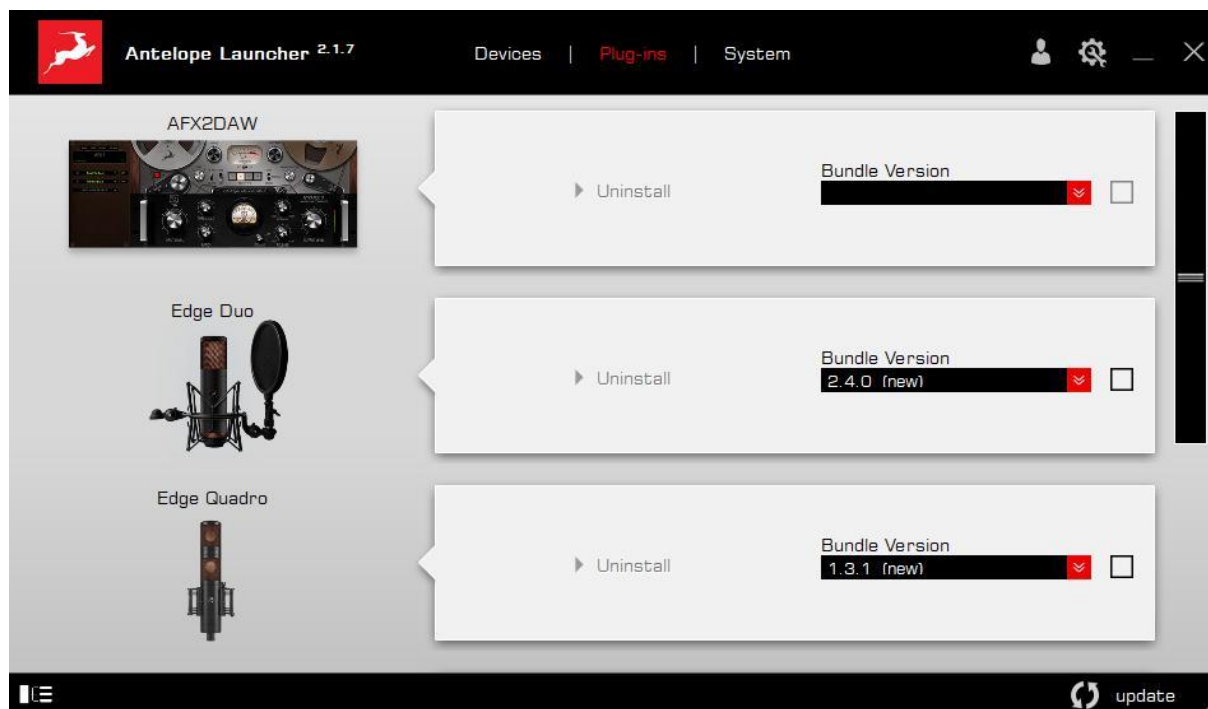 Antelope Launcher 2.1.7
Devices | Plug-ins | System
AFX2DAW
Uninstall
Bundle Version
Edge Duo
Uninstall
Bundle Version
2.4.0 (new)
Edge Quadro
Uninstall
Bundle Version
1.3.1 (new)
update